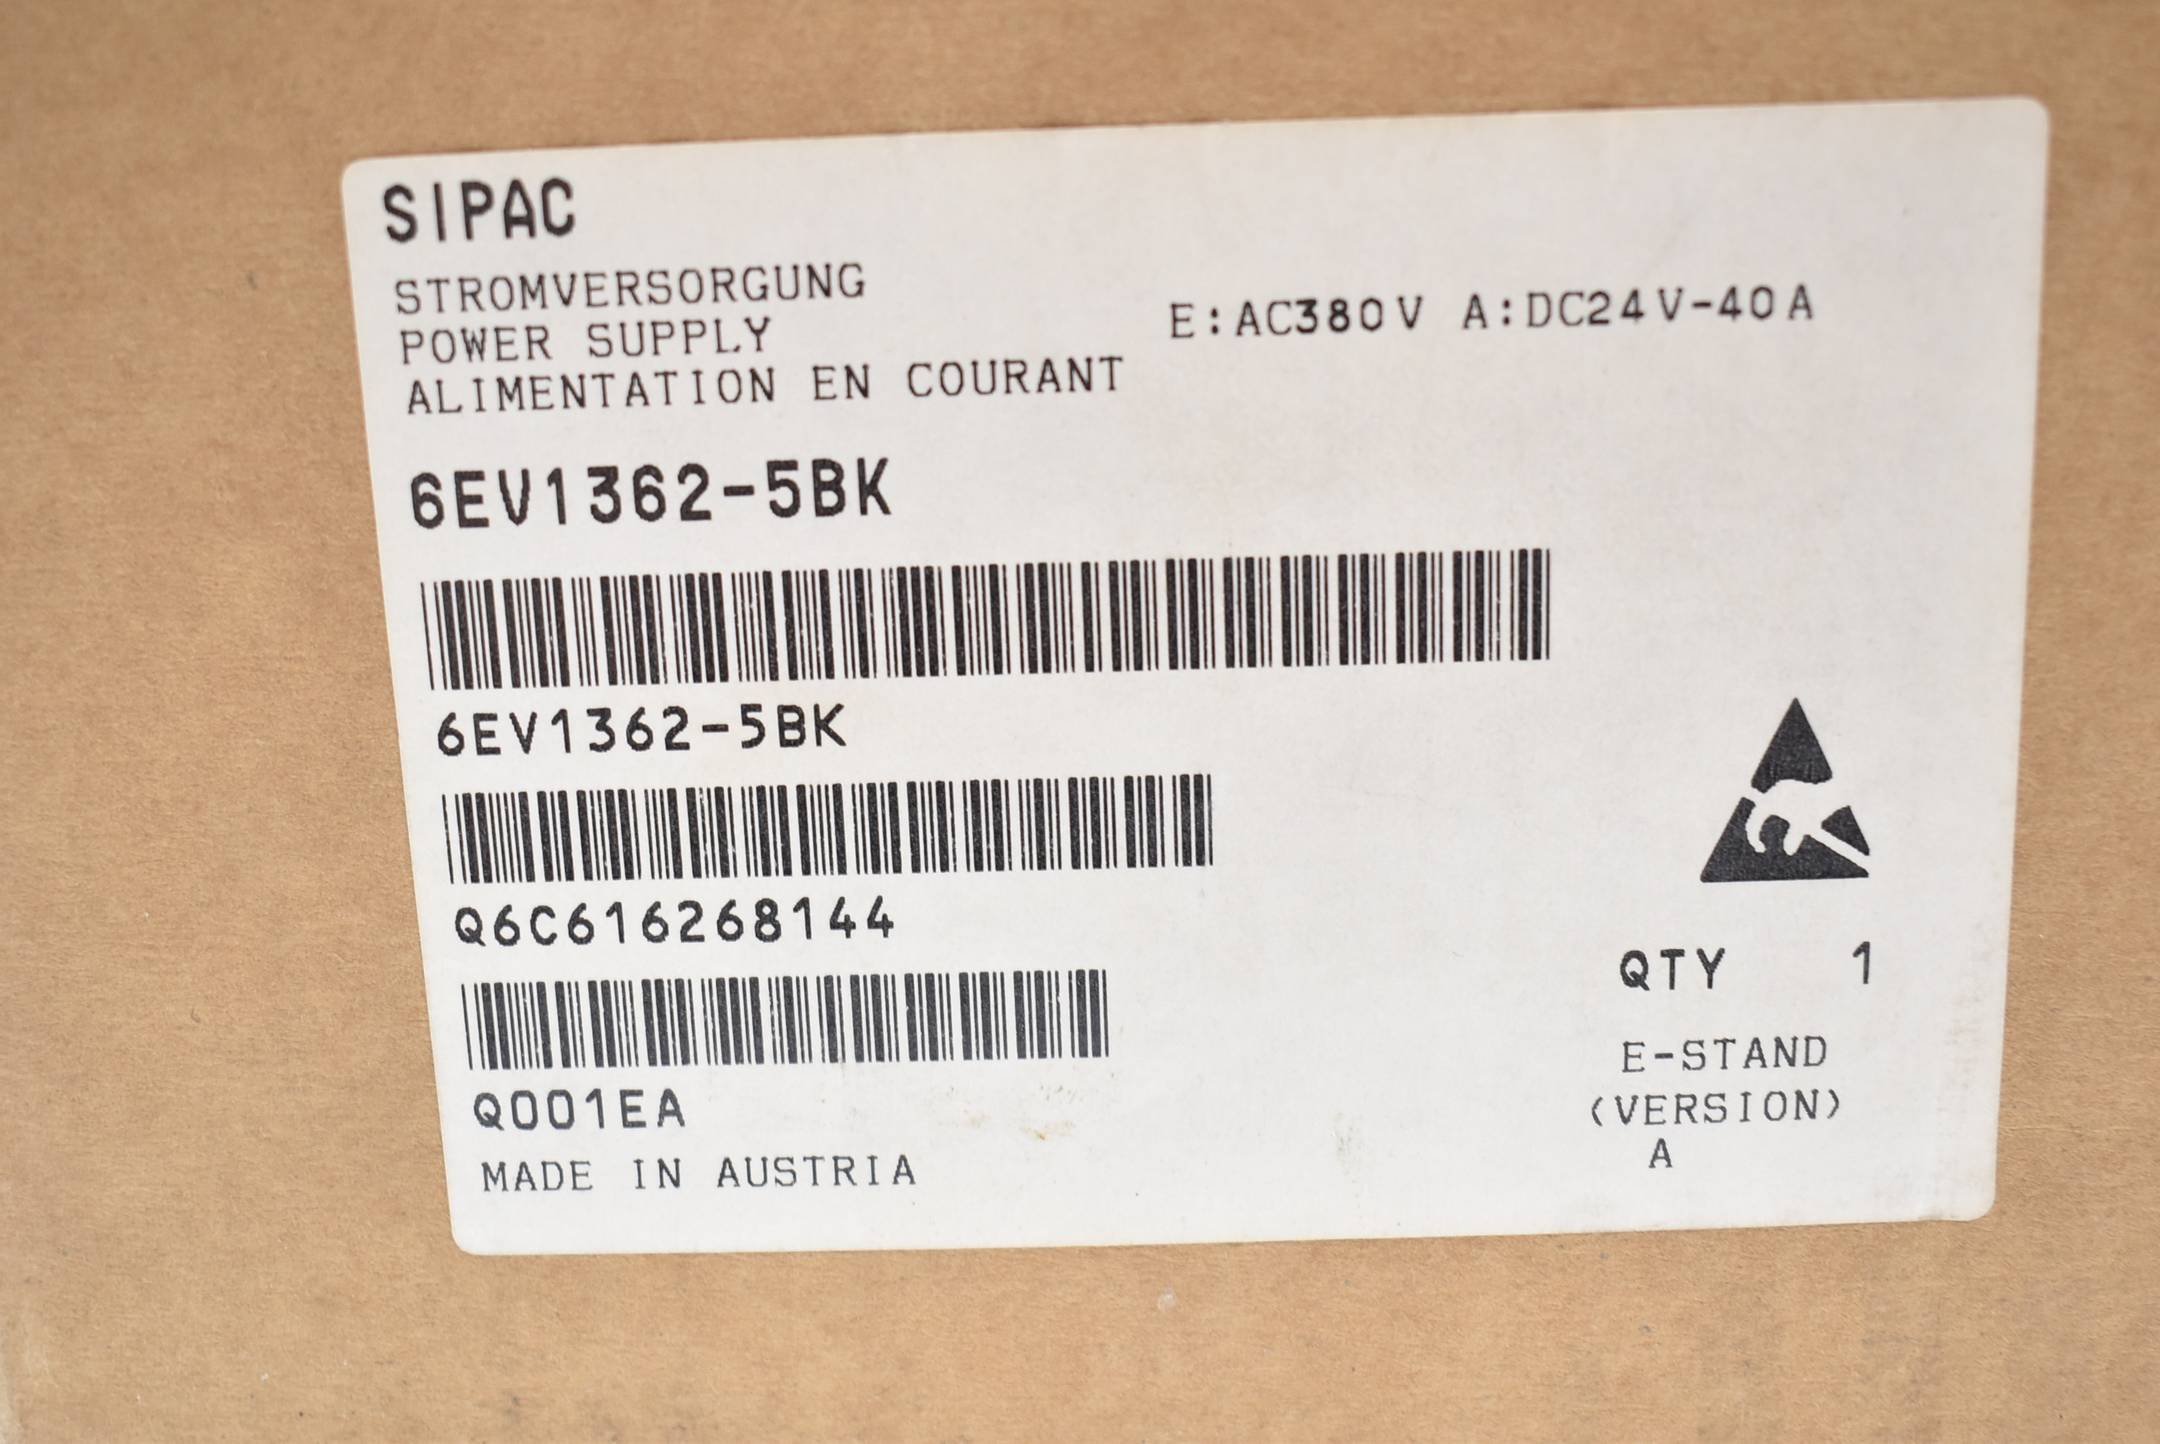 SIPAC
STROMVERSORGUNG
POWER SUPPLY
ALIMENTATION EN COURANT
E:AC380V A:DC24V-40A
6EV1362-5BK
6EV1362-5BK
Q6C616268144
Q001EA
MADE IN AUSTRIA
QTY 1
E-STAND
(VERSION)
A